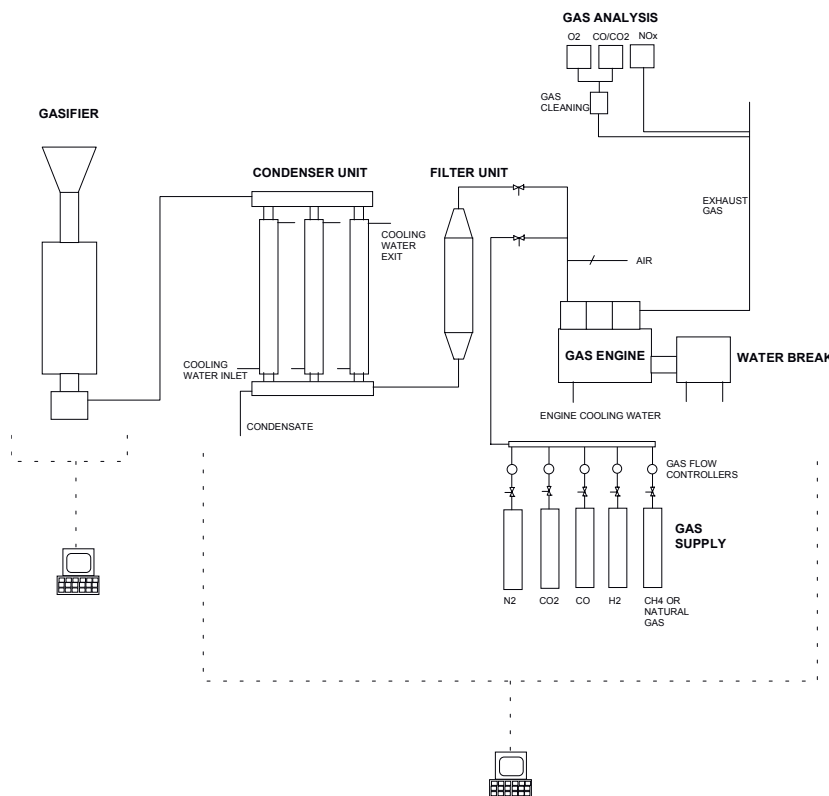 GAS ANALYSIS
O2 CO/CO2 NOx
GAS
CLEANING
GASIFIER
CONDENSER UNIT
FILTER UNIT
COOLING
WATER
EXIT
EXHAUST
GAS
AIR
COOLING
WATER INLET
GAS ENGINE
WATER BREAK
CONDENSATE
ENGINE COOLING WATER
GAS FLOW
CONTROLLERS
GAS
SUPPLY
N2 CO2 CO H2 CH4 OR
NATURAL
GAS